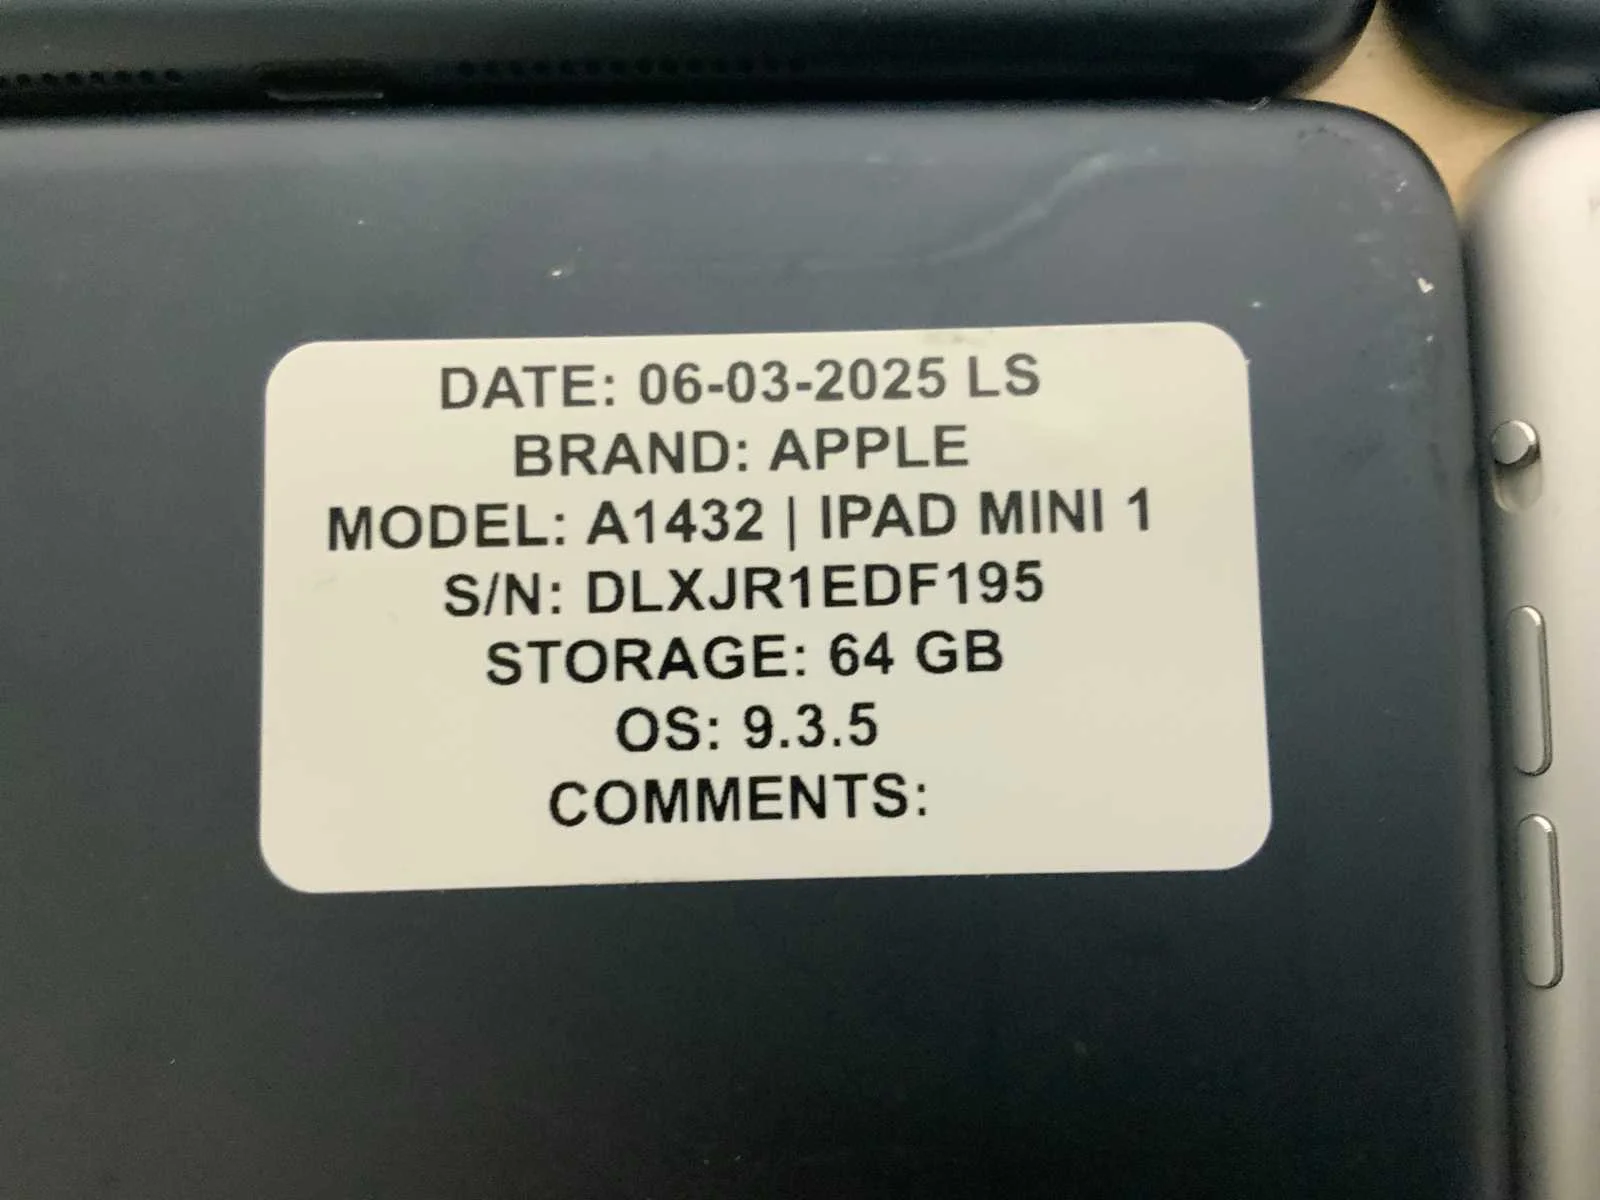 DATE: 06-03-2025 LS
BRAND: APPLE
MODEL: A1432 | IPAD MINI 1
S/N: DLXJR1EDF195
STORAGE: 64 GB
OS: 9.3.5
COMMENTS: